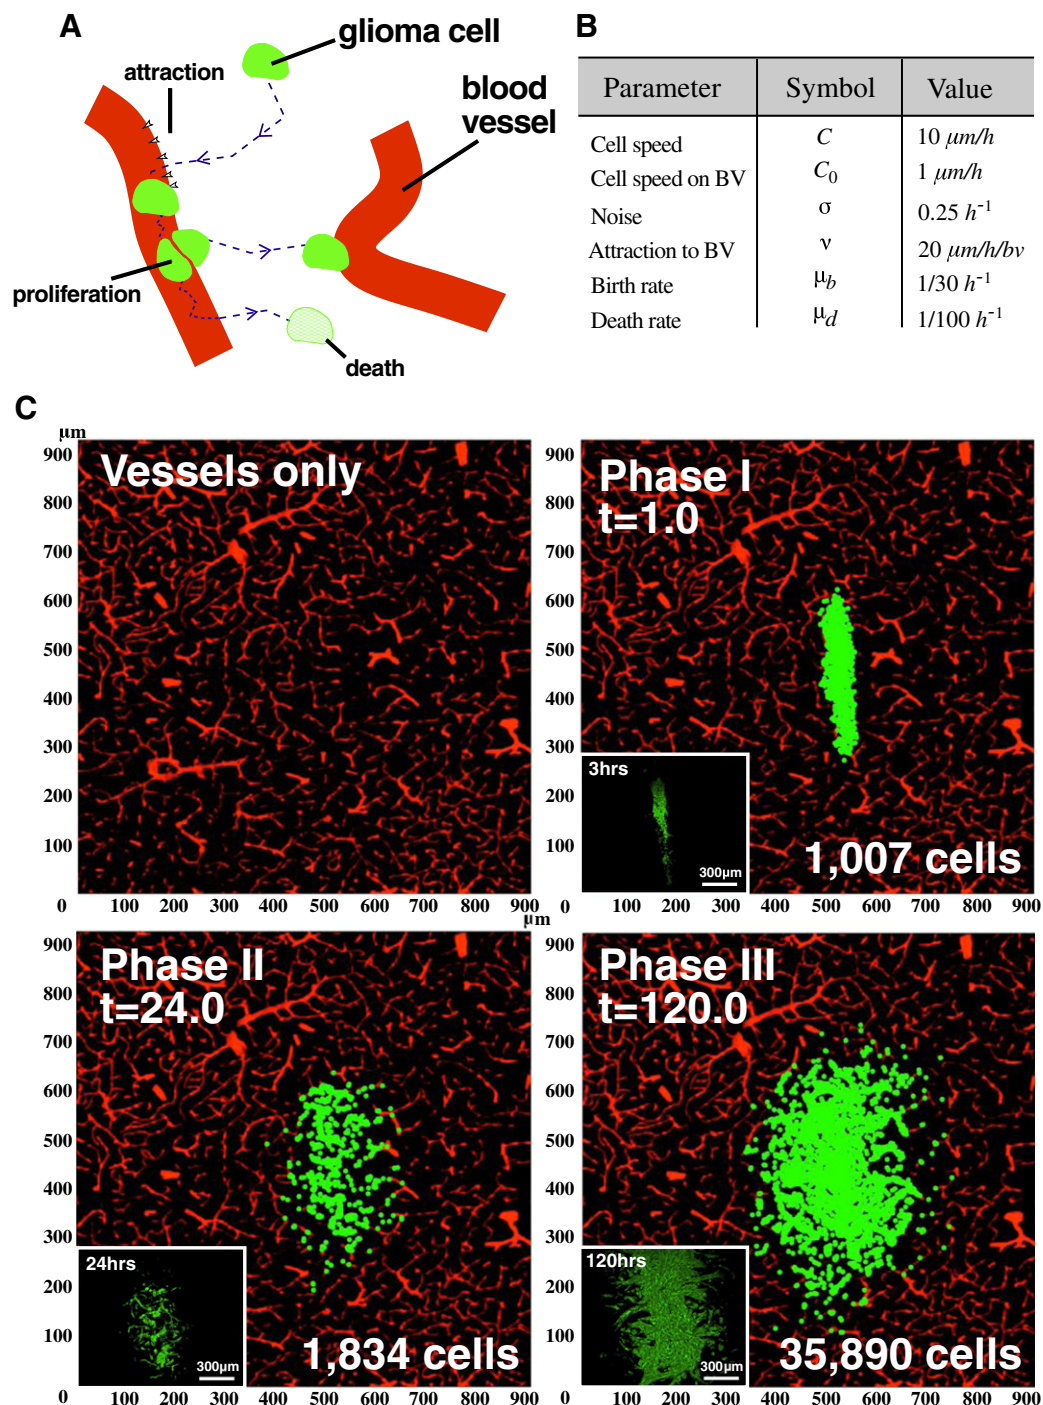 A
glioma cell
attraction
blood
vessel
proliferation
death
B
Parameter Symbol Value
Cell speed C 10 µm/h
Cell speed on BV C0 1 µm/h
Noise σ 0.25 h-1
Attraction to BV ν 20 µm/h/bv
Birth rate µb 1/30 h-1
Death rate µd 1/100 h-1
C
µm
900
800
700
600
500
400
300
200
100
0 100 200 300 400 500 600 700 800 900
Vessels only
900
800
700
600
500
400
300
200
100
0 100 200 300 400 500 600 700 800 900
Phase I
t=1.0
3hrs
300µm
1,007 cells
µm
900
800
700
600
500
400
300
200
100
0 100 200 300 400 500 600 700 800 900
Phase II
t=24.0
24hrs
300µm
1,834 cells
900
800
700
600
500
400
300
200
100
0 100 200 300 400 500 600 700 800 900
Phase III
t=120.0
120hrs
300µm
35,890 cells